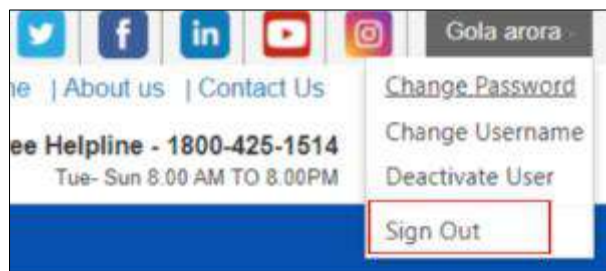 Gola arora
| About us | Contact Us
Helpline - 1800-425-1514
Tue- Sun 8.00 AM TO 8.00PM
Change Password
Change Username
Deactivate User
Sign Out